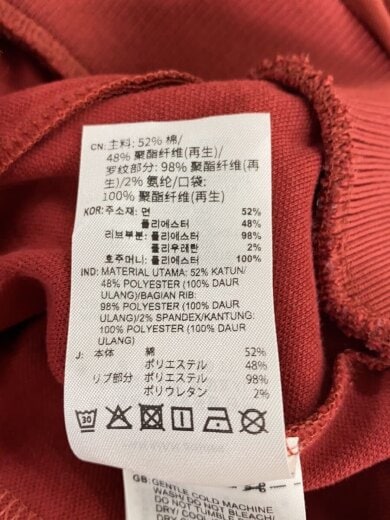 CN: 主料: 52% 棉/
48% 聚酯纤维(再生)/
罗纹部分: 98% 聚酯纤维(再
生)/2% 氨纶/口袋:
100% 聚酯纤维(再生)
KOR: 주소재: 면 52%
폴리에스터 48%
리브부분: 폴리에스터 98%
폴리우레탄 2%
호주머니: 폴리에스터 100%
IND: MATERIAL UTAMA: 52% KATUN/
48% POLYESTER (100% DAUR
ULANG)/BAGIAN RIB:
98% POLYESTER (100% DAUR
ULANG)/2% SPANDEX/KANTUNG:
100% POLYESTER (100% DAUR
ULANG)
J: 本体 綿 52%
ポリエステル 48%
リブ部分 ポリエステル 98%
ポリウレタン 2%
30
GB: GENTLE COLD MACHINE
WASH/ DO NOT BLEACH/
DO NOT TUMBLE